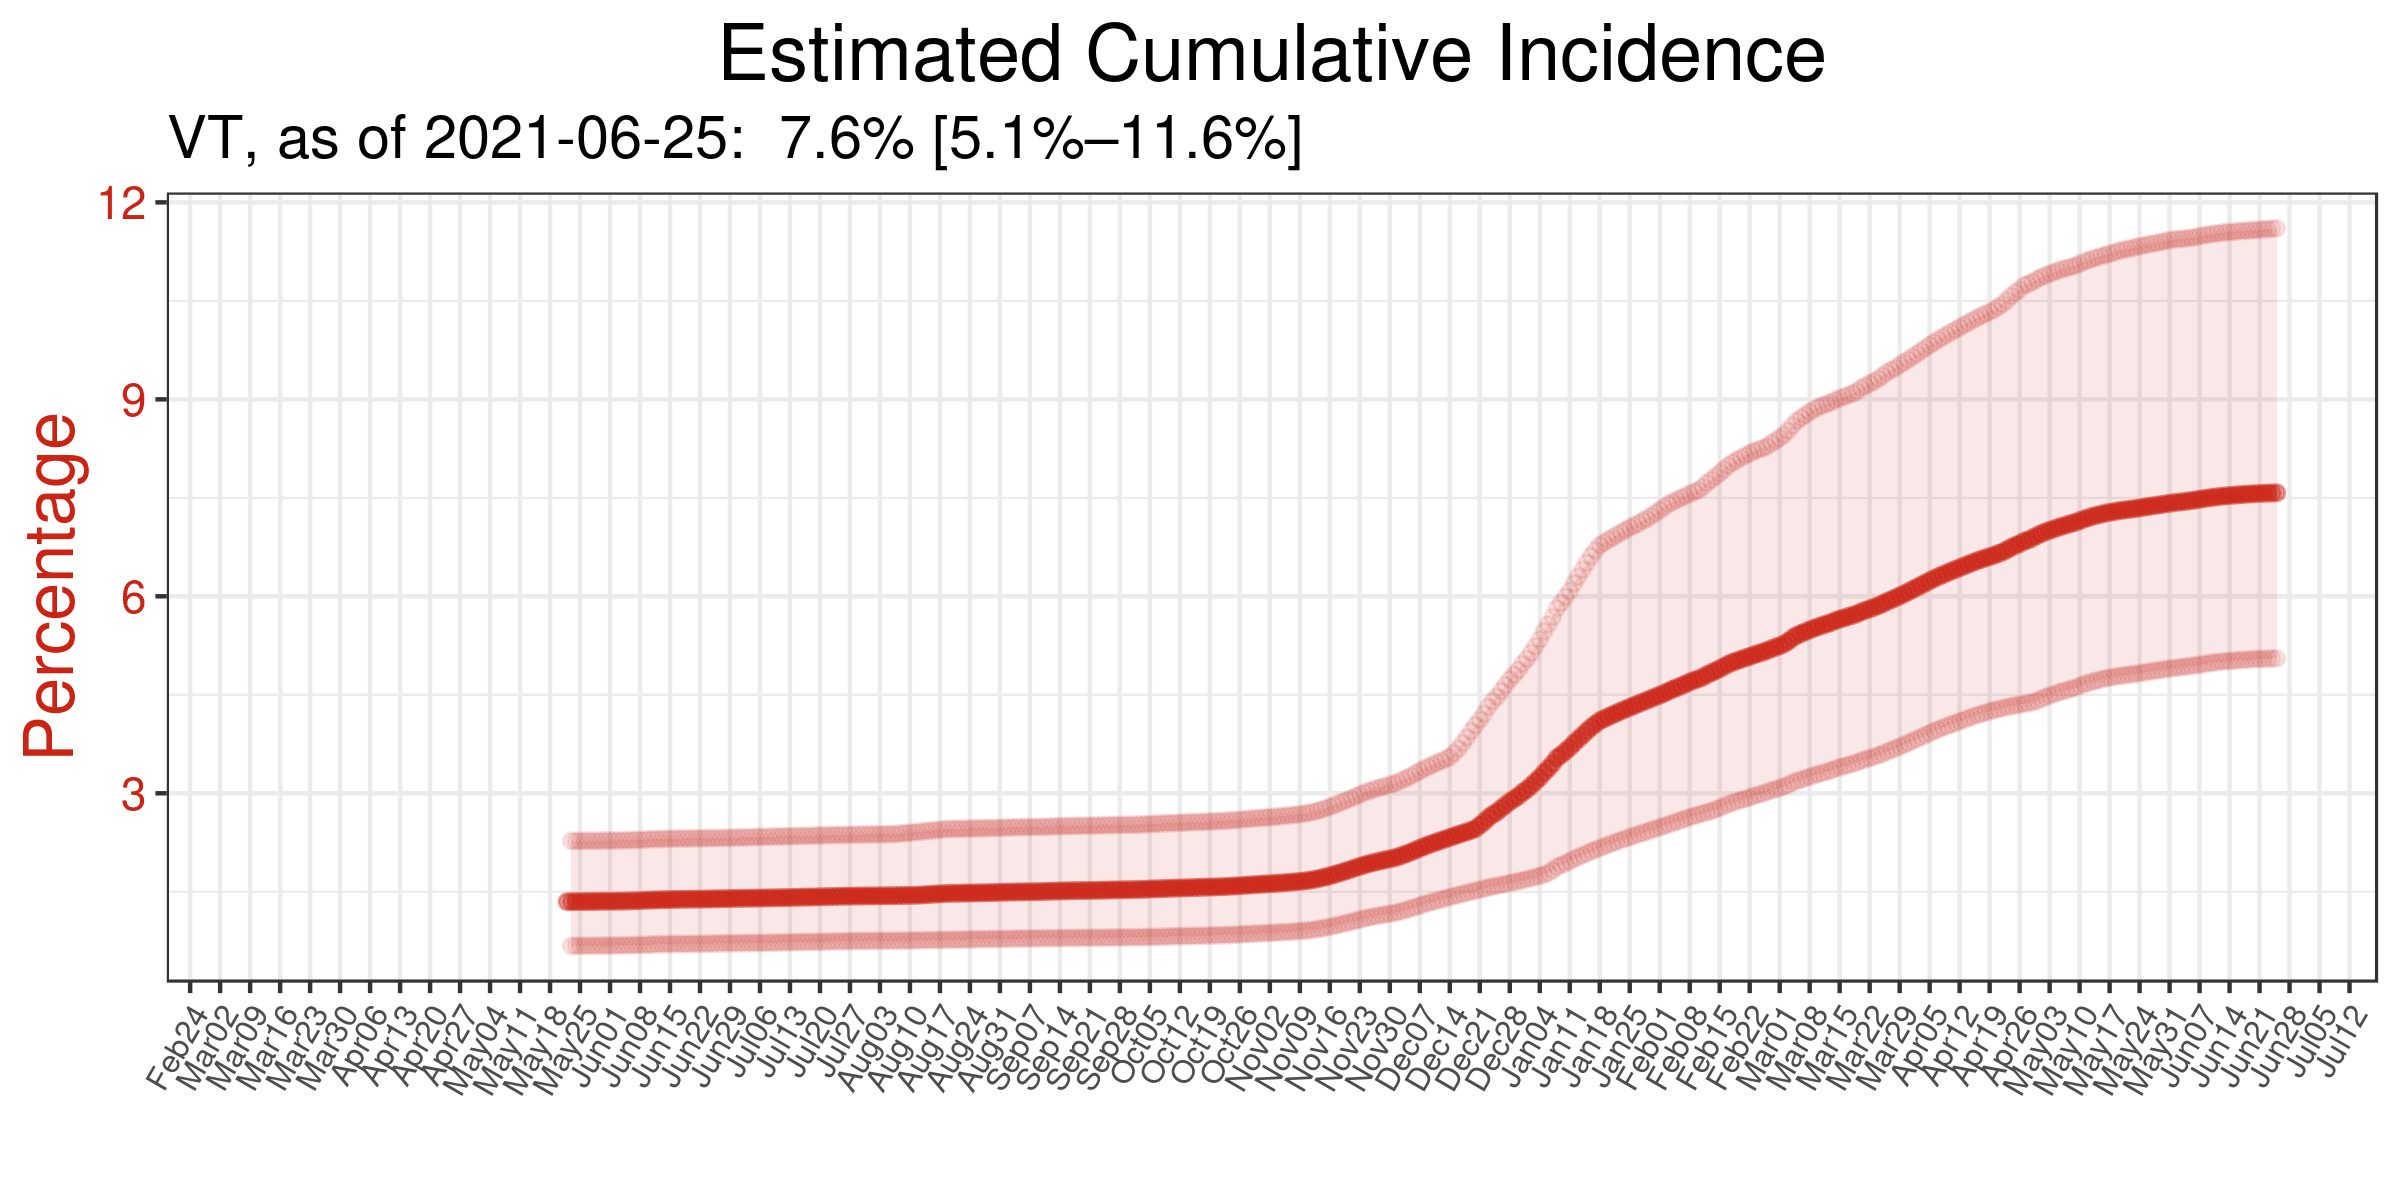 Estimated Cumulative Incidence
VT, as of 2021-06-25:  7.6% [5.1%–11.6%]
Percentage
12
9
6
3
Feb24
Mar02
Mar09
Mar16
Mar23
Mar30
Apr06
Apr13
Apr20
Apr27
May04
May11
May18
May25
Jun01
Jun08
Jun15
Jun22
Jun29
Jul06
Jul13
Jul20
Jul27
Aug03
Aug10
Aug17
Aug24
Aug31
Sep07
Sep14
Sep21
Sep28
Oct05
Oct12
Oct19
Oct26
Nov02
Nov09
Nov16
Nov23
Nov30
Dec07
Dec14
Dec21
Dec28
Jan04
Jan11
Jan18
Jan25
Feb01
Feb08
Feb15
Feb22
Mar01
Mar08
Mar15
Mar22
Mar29
Apr05
Apr12
Apr19
Apr26
May03
May10
May17
May24
May31
Jun07
Jun14
Jun21
Jun28
Jul05
Jul12